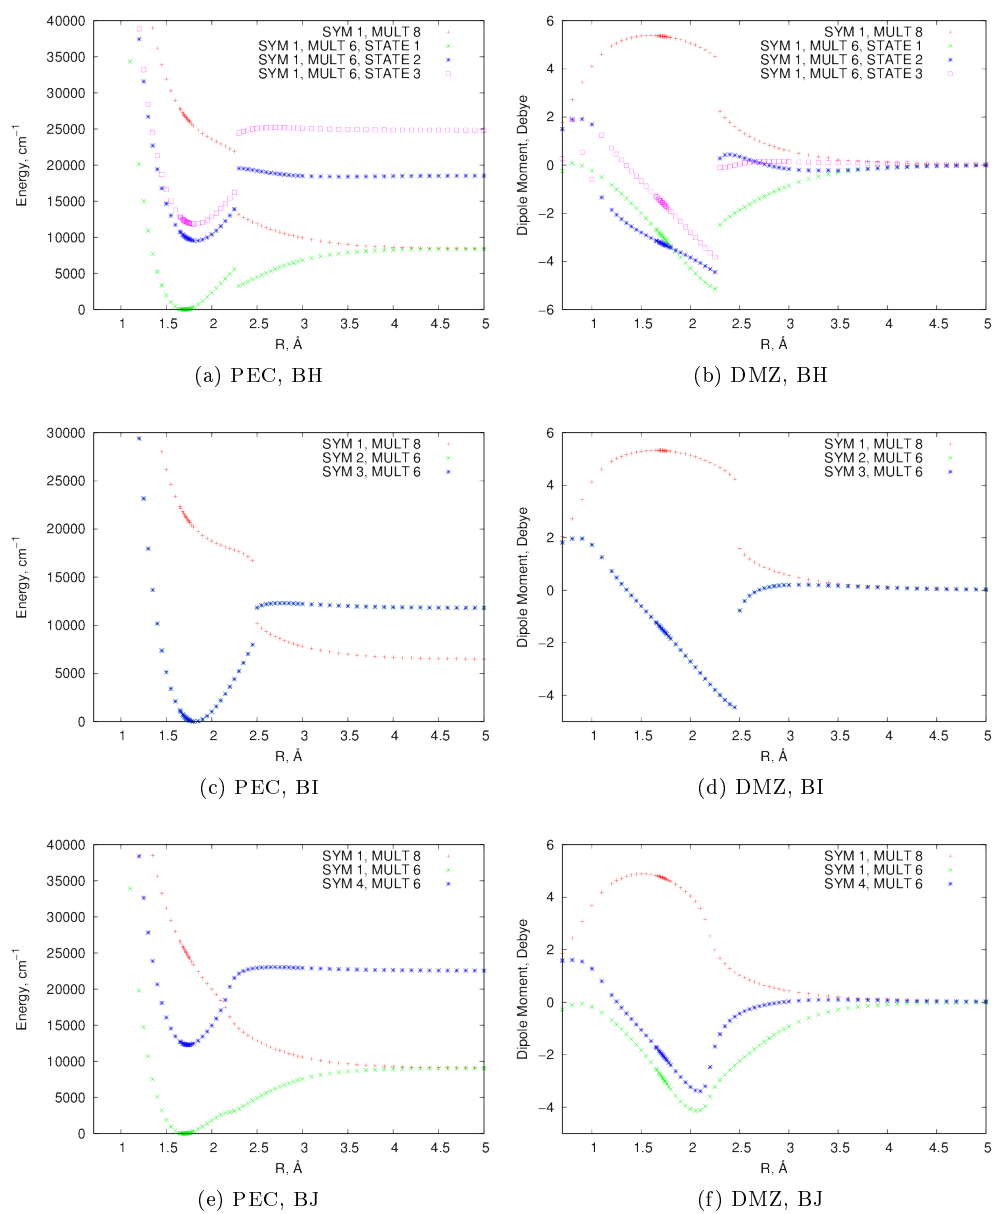 40000
35000
30000
25000
20000
15000
10000
5000
0
Energy, cm−1
1 1.5 2 2.5 3 3.5 4 4.5 5
R, Å
SYM 1, MULT 8
SYM 1, MULT 6, STATE 1
SYM 1, MULT 6, STATE 2
SYM 1, MULT 6, STATE 3
(a) PEC, BH
6
4
2
0
−2
−4
−6
Dipole Moment, Debye
1 1.5 2 2.5 3 3.5 4 4.5 5
R, Å
SYM 1, MULT 8
SYM 1, MULT 6, STATE 1
SYM 1, MULT 6, STATE 2
SYM 1, MULT 6, STATE 3
(b) DMZ, BH
30000
25000
20000
15000
10000
5000
0
Energy, cm−1
1 1.5 2 2.5 3 3.5 4 4.5 5
R, Å
SYM 1, MULT 8
SYM 2, MULT 6
SYM 3, MULT 6
(c) PEC, BI
6
4
2
0
−2
−4
Dipole Moment, Debye
1 1.5 2 2.5 3 3.5 4 4.5 5
R, Å
SYM 1, MULT 8
SYM 2, MULT 6
SYM 3, MULT 6
(d) DMZ, BI
40000
35000
30000
25000
20000
15000
10000
5000
0
Energy, cm−1
1 1.5 2 2.5 3 3.5 4 4.5 5
R, Å
SYM 1, MULT 8
SYM 1, MULT 6
SYM 4, MULT 6
(e) PEC, BJ
6
4
2
0
−2
−4
Dipole Moment, Debye
1 1.5 2 2.5 3 3.5 4 4.5 5
R, Å
SYM 1, MULT 8
SYM 1, MULT 6
SYM 4, MULT 6
(f) DMZ, BJ